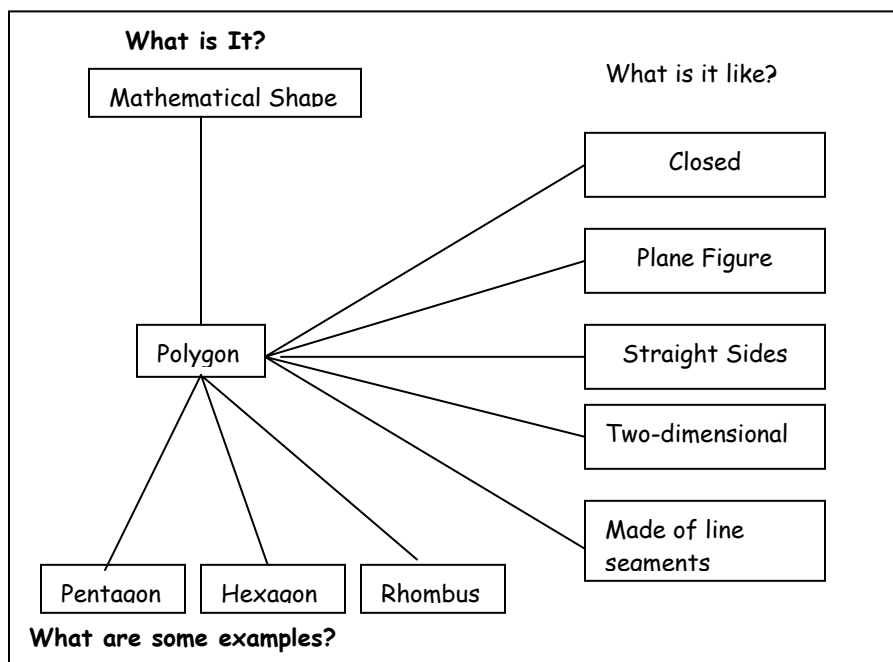 What is It?
Mathematical Shape
What is it like?
Closed
Plane Figure
Straight Sides
Two-dimensional
Made of line
segments
Polygon
Pentagon
Hexagon
Rhombus
What are some examples?